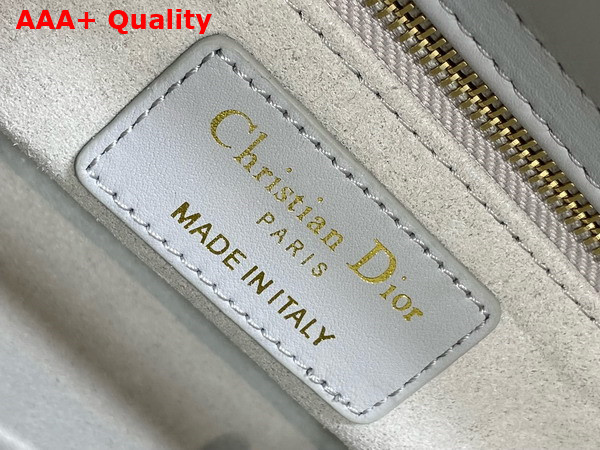 AAA+ Quality
Christian Dior
PARIS
MADE IN ITALY